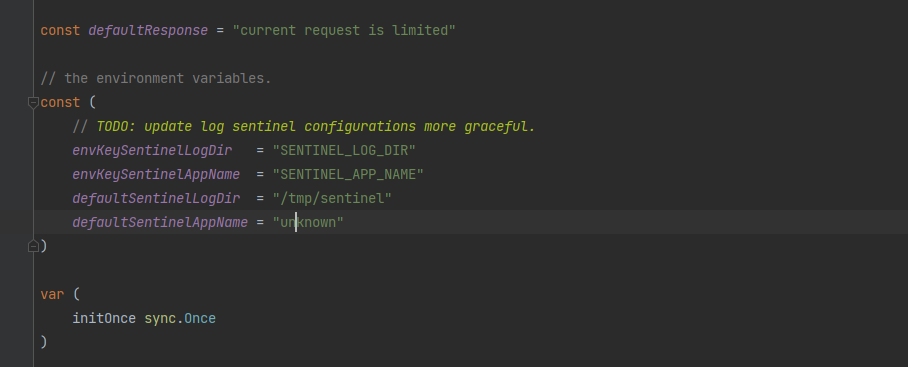 const defaultResponse = "current request is limited"
// the environment variables.
const (
// TODO: update log sentinel configurations more graceful.
envKeySentinelLogDir   = "SENTINEL_LOG_DIR"
envKeySentinelAppName  = "SENTINEL_APP_NAME"
defaultSentinelLogDir  = "/tmp/sentinel"
defaultSentinelAppName = "unknown"
)
var (
initOnce sync.Once
)